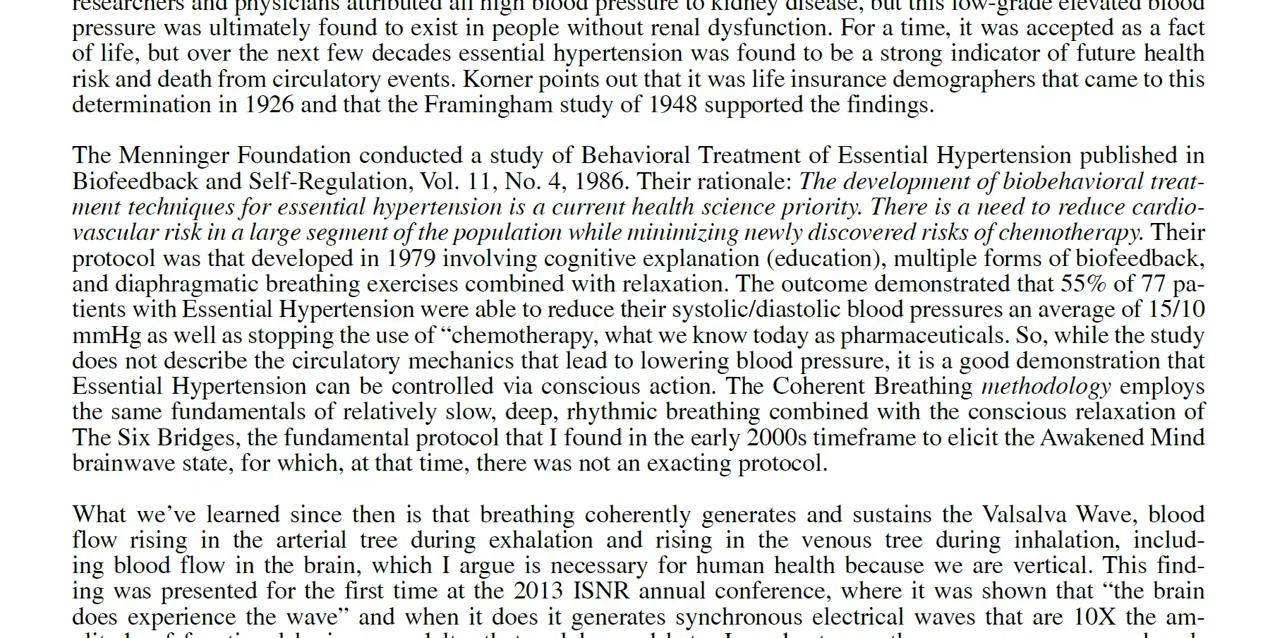 researchers and physicians attributed all high blood pressure to kidney disease, but this low-grade elevated blood
pressure was ultimately found to exist in people without renal dysfunction. For a time, it was accepted as a fact
of life, but over the next few decades essential hypertension was found to be a strong indicator of future health
risk and death from circulatory events. Korner points out that it was life insurance demographers that came to this
determination in 1926 and that the Framingham study of 1948 supported the findings.
The Menninger Foundation conducted a study of Behavioral Treatment of Essential Hypertension published in
Biofeedback and Self-Regulation, Vol. 11, No. 4, 1986. Their rationale: The development of biobehavioral treat-
ment techniques for essential hypertension is a current health science priority. There is a need to reduce cardio-
vascular risk in a large segment of the population while minimizing newly discovered risks of chemotherapy. Their
protocol was that developed in 1979 involving cognitive explanation (education), multiple forms of biofeedback,
and diaphragmatic breathing exercises combined with relaxation. The outcome demonstrated that 55% of 77 pa-
tients with Essential Hypertension were able to reduce their systolic/diastolic blood pressures an average of 15/10
mmHg as well as stopping the use of “chemotherapy, what we know today as pharmaceuticals. So, while the study
does not describe the circulatory mechanics that lead to lowering blood pressure, it is a good demonstration that
Essential Hypertension can be controlled via conscious action. The Coherent Breathing methodology employs
the same fundamentals of relatively slow, deep, rhythmic breathing combined with the conscious relaxation of
The Six Bridges, the fundamental protocol that I found in the early 2000s timeframe to elicit the Awakened Mind
brainwave state, for which, at that time, there was not an exacting protocol.
What we’ve learned since then is that breathing coherently generates and sustains the Valsalva Wave, blood
flow rising in the arterial tree during exhalation and rising in the venous tree during inhalation, includ-
ing blood flow in the brain, which I argue is necessary for human health because we are vertical. This find-
ing was presented for the first time at the 2013 ISNR annual conference, where it was shown that “the brain
does experience the wave” and when it does it generates synchronous electrical waves that are 10X the am-